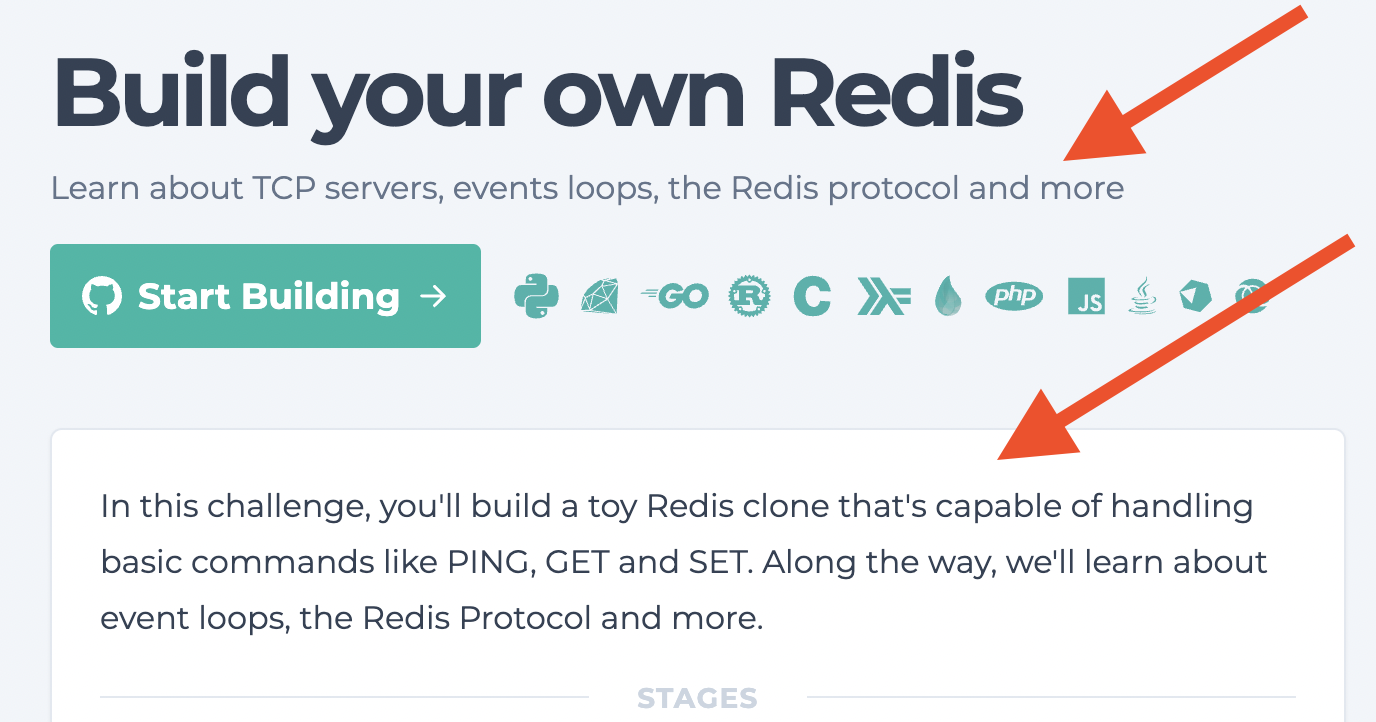 Build your own Redis
Learn about TCP servers, events loops, the Redis protocol and more
Start Building →
GO R C php JS
In this challenge, you'll build a toy Redis clone that's capable of handling
basic commands like PING, GET and SET. Along the way, we'll learn about
event loops, the Redis Protocol and more.
STAGES